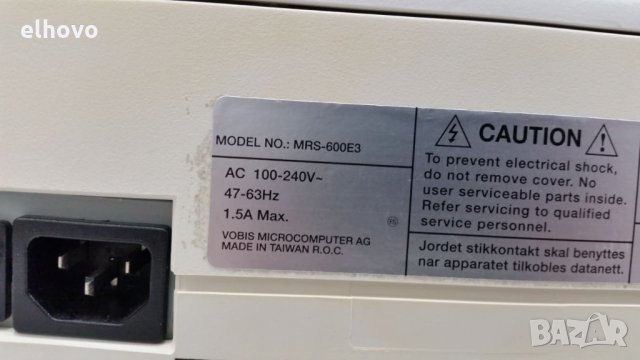 elhovo
MODEL NO.: MRS-600E3
AC 100-240V~
47-63Hz
1.5A Max.
VOBIS MICROCOMPUTER AG
MADE IN TAIWAN R.O.C.
CAUTION
To prevent electrical shock,
do not remove cover. No
user serviceable parts inside.
Refer servicing to qualified
service personnel.
Jordet stikkontakt skal benyttes
nar apparatet tilkobles datanett.
BAZAR
bg